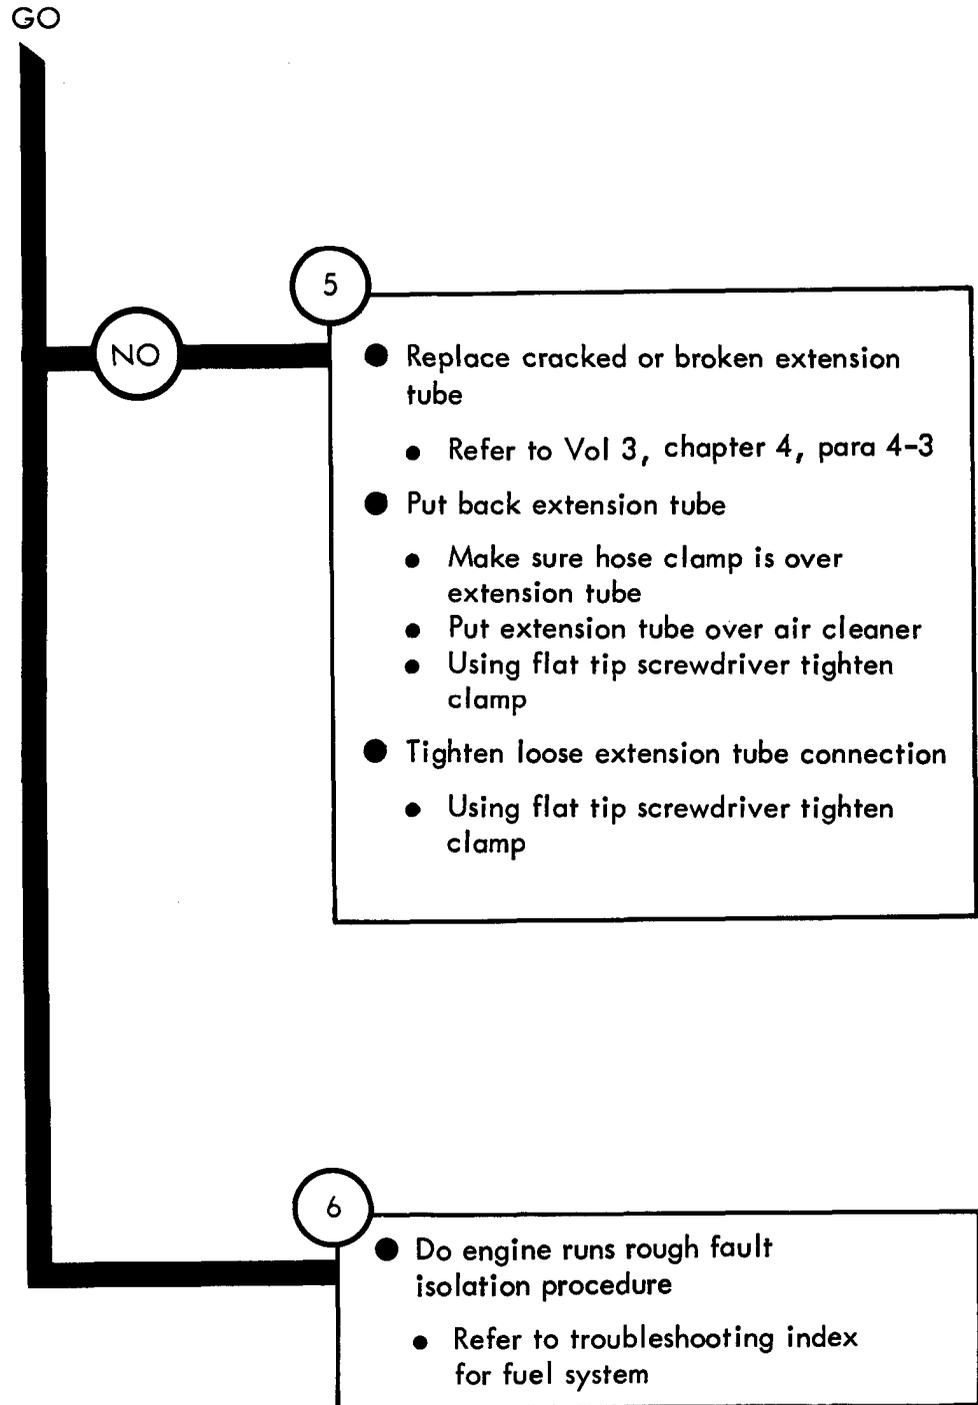 GO
5
NO
● Replace cracked or broken extension
tube
● Refer to Vol 3, chapter 4, para 4-3
● Put back extension tube
● Make sure hose clamp is over
extension tube
● Put extension tube over air cleaner
● Using flat tip screwdriver tighten
clamp
● Tighten loose extension tube connection
● Using flat tip screwdriver tighten
clamp
6
● Do engine runs rough fault
isolation procedure
● Refer to troubleshooting index
for fuel system